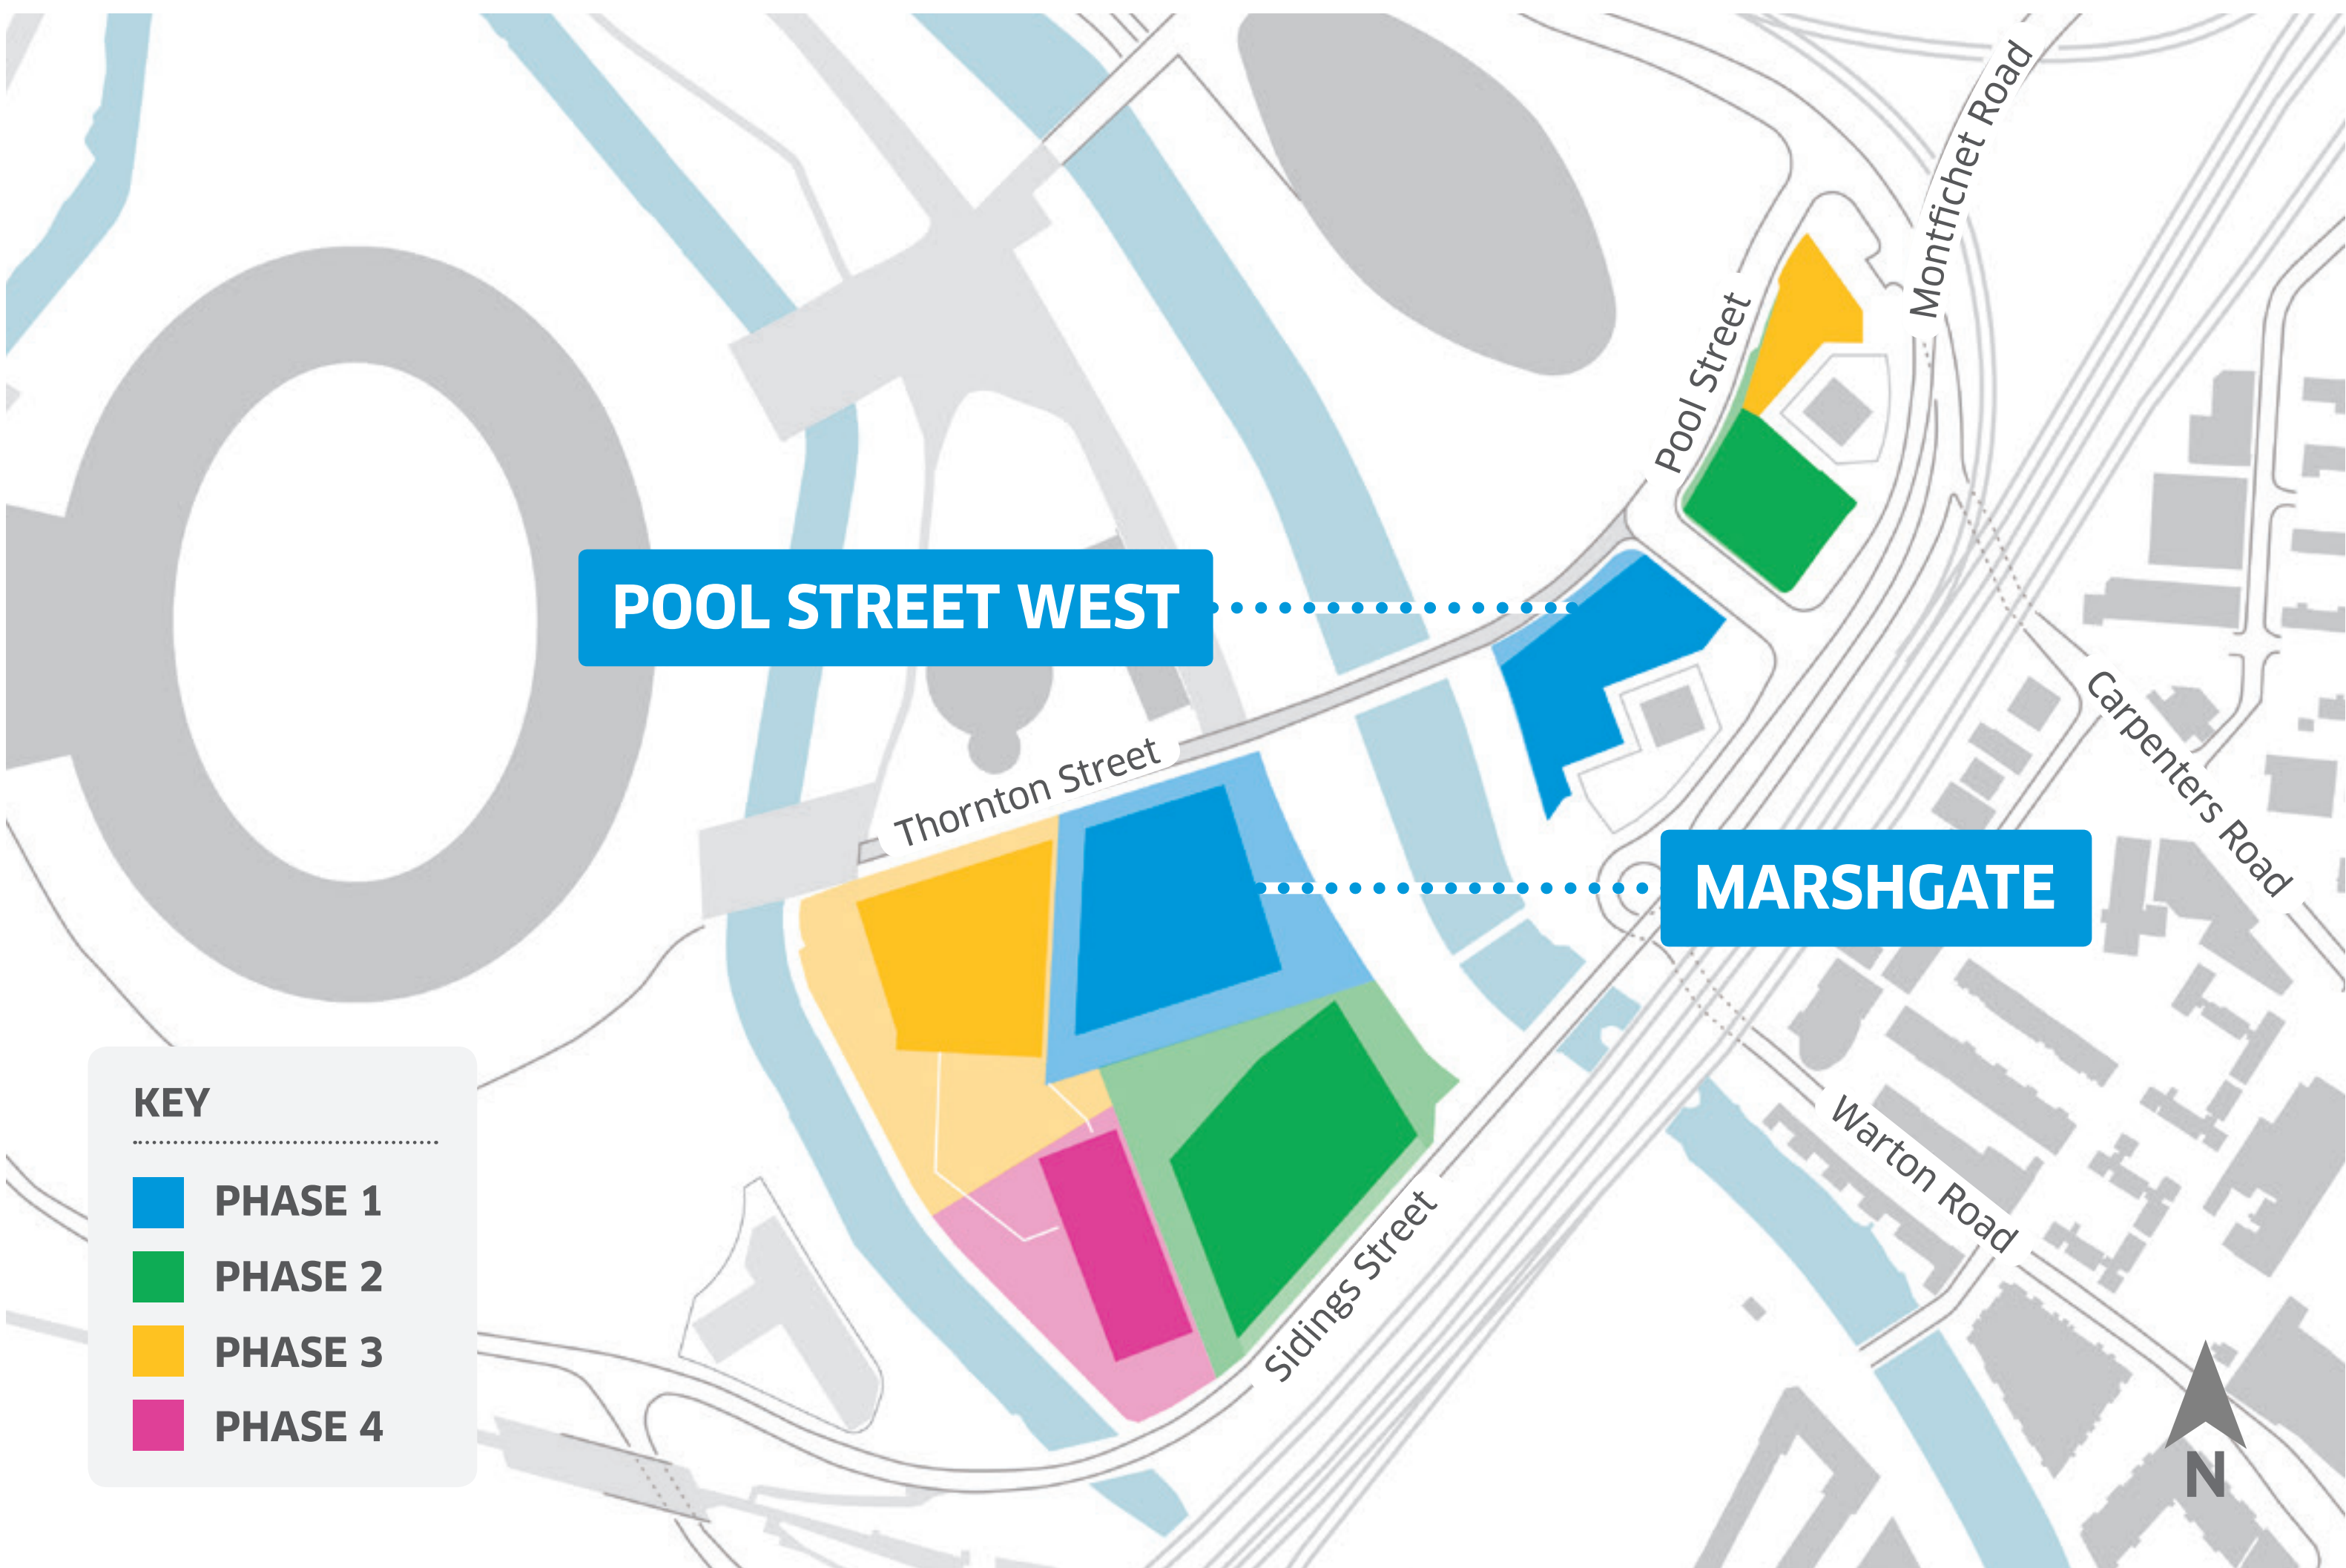 Montfichet Road
Pool Street
POOL STREET WEST
Carpenters Road
Thornton Street
MARSHGATE
KEY
PHASE 1
PHASE 2
PHASE 3
PHASE 4
Warton Road
Sidings Street
N